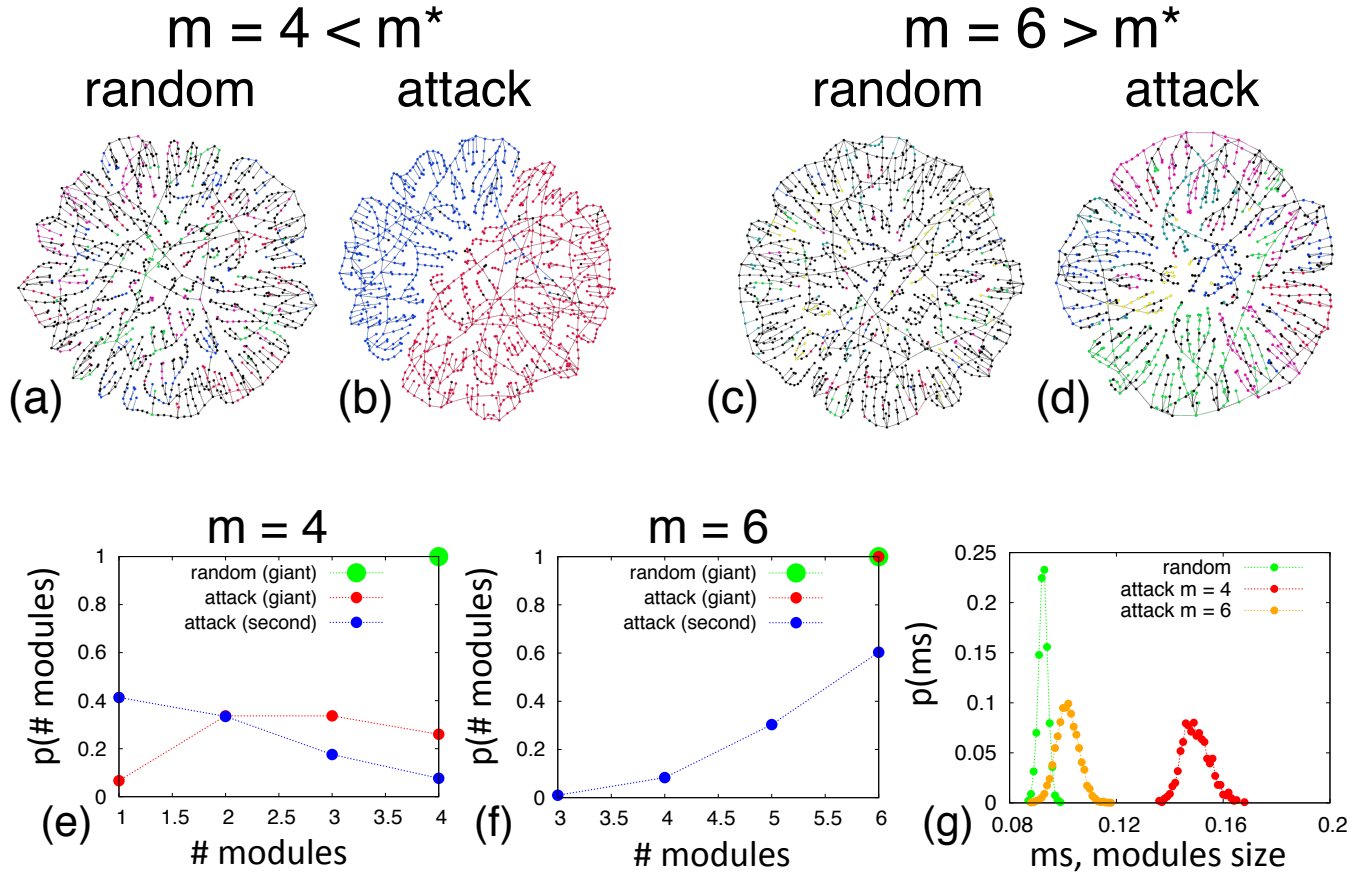 m = 4 < m*
m = 6 > m*
random
attack
random
attack
(a)
(b)
(c)
(d)
m = 4
p(# modules)
1
0.8
0.6
0.4
0.2
0
random (giant)
attack (giant)
attack (second)
1 1.5 2 2.5 3 3.5 4
(e)
# modules
m = 6
p(# modules)
1
0.8
0.6
0.4
0.2
0
random (giant)
attack (giant)
attack (second)
3 3.5 4 4.5 5 5.5 6
(f)
# modules
p(ms)
0.25
0.2
0.15
0.1
0.05
0
random
attack m = 4
attack m = 6
0.08 0.12 0.16 0.2
(g)
ms, modules size